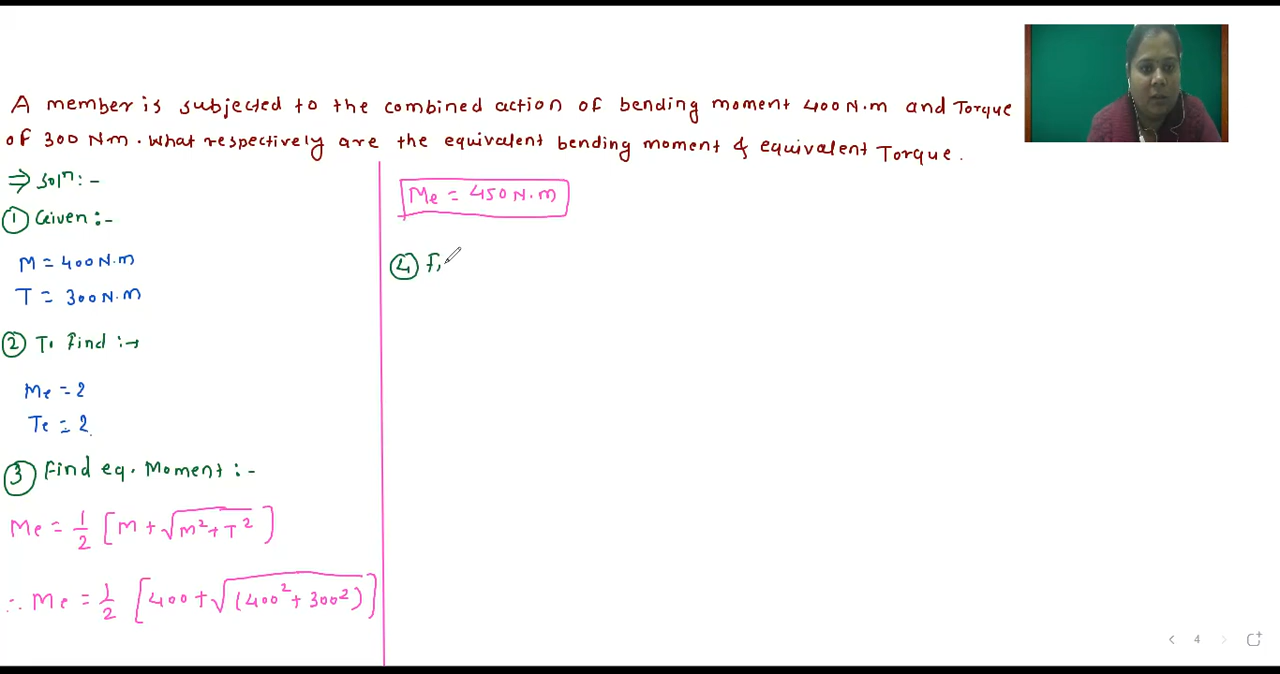 A member is subjected to the combined action of bending moment 400 N.m and Torque
of 300 Nm. What respectively are the equivalent bending moment & equivalent Torque.
⇒ Solⁿ :-
① Given :-
M = 400 N.m
T = 300 N.m
② To Find :→
Me = ?
Te = ?
③ Find eq. Moment :-
Me = 1/2 [M + √(M² + T²)]
∴ Me = 1/2 [400 + √(400² + 300²)]
Me = 450 N.m
④ Fi
4